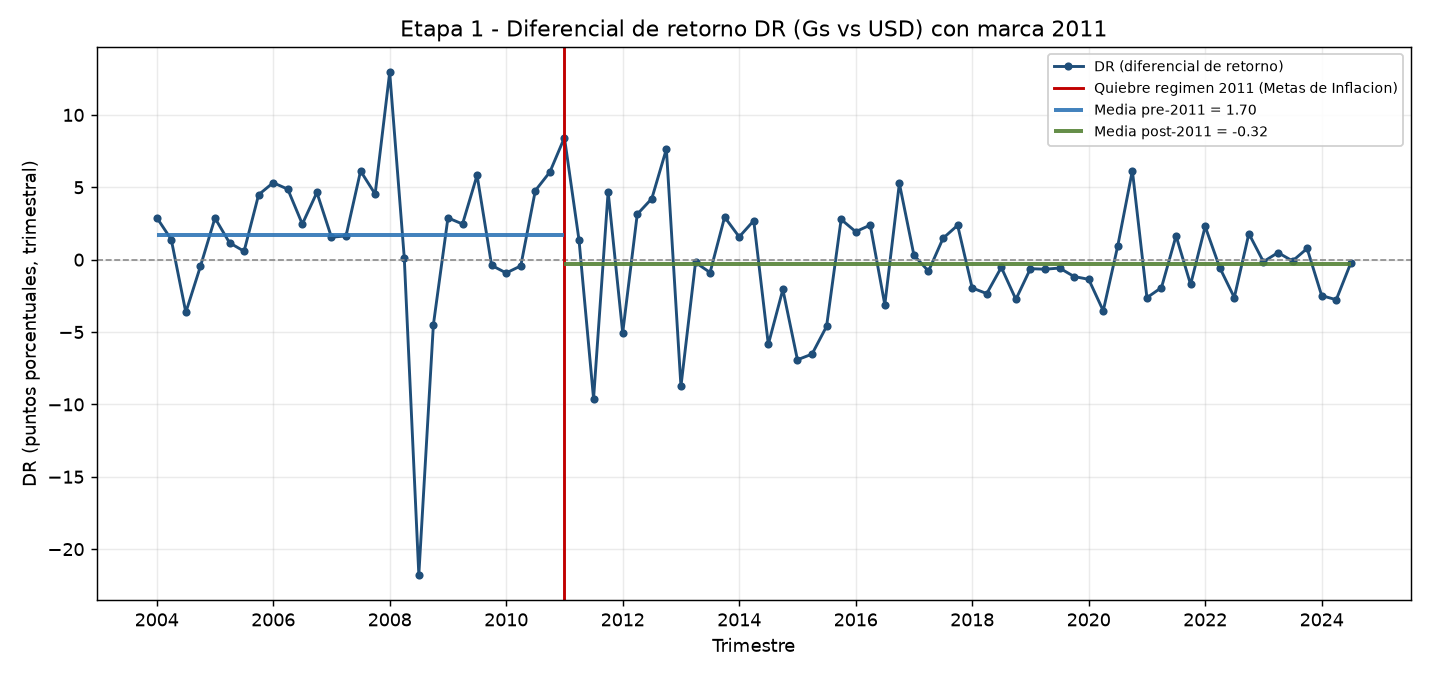 Etapa 1 - Diferencial de retorno DR (Gs vs USD) con marca 2011
DR (diferencial de retorno)
Quiebre regimen 2011 (Metas de Inflacion)
Media pre-2011 = 1.70
Media post-2011 = -0.32
DR (puntos porcentuales, trimestral)
10
5
0
−5
−10
−15
−20
2004 2006 2008 2010 2012 2014 2016 2018 2020 2022 2024
Trimestre